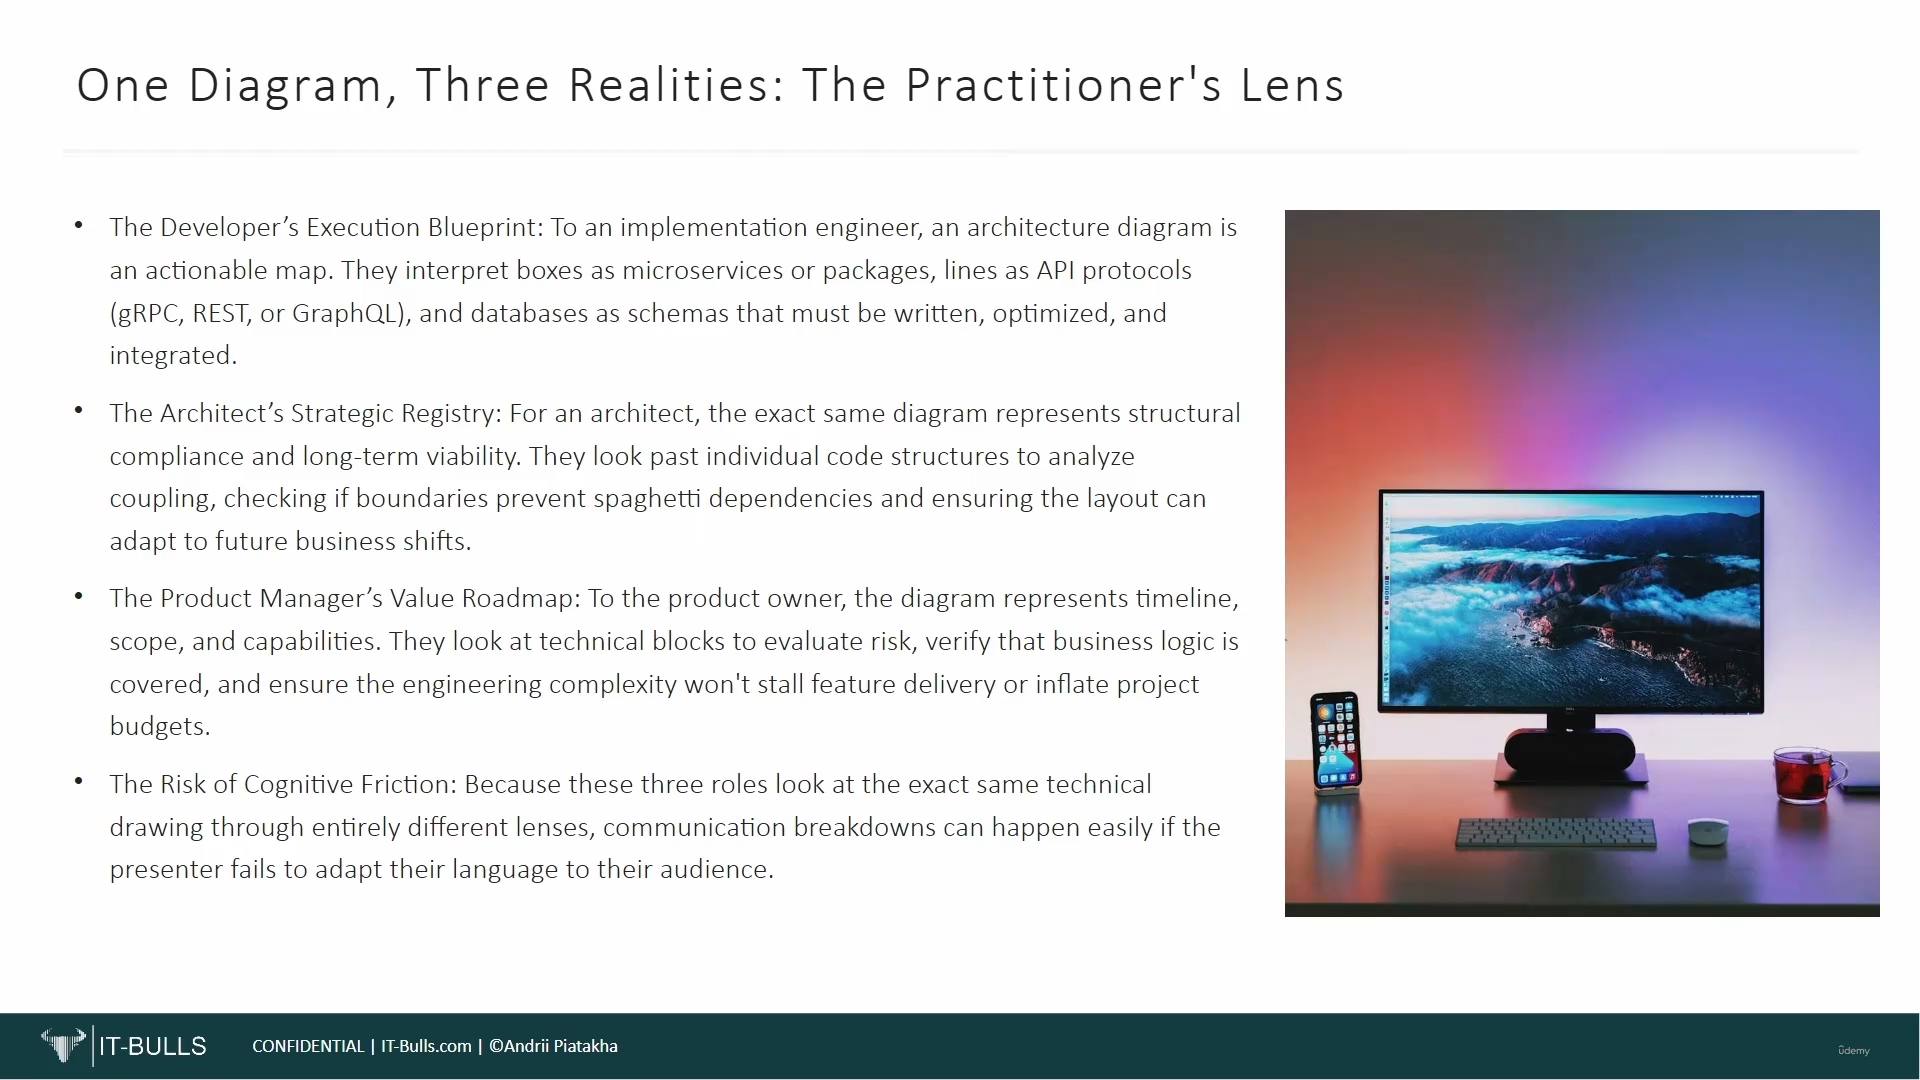 One Diagram, Three Realities: The Practitioner's Lens
• The Developer’s Execution Blueprint: To an implementation engineer, an architecture diagram is
an actionable map. They interpret boxes as microservices or packages, lines as API protocols
(gRPC, REST, or GraphQL), and databases as schemas that must be written, optimized, and
integrated.
• The Architect’s Strategic Registry: For an architect, the exact same diagram represents structural
compliance and long-term viability. They look past individual code structures to analyze
coupling, checking if boundaries prevent spaghetti dependencies and ensuring the layout can
adapt to future business shifts.
• The Product Manager’s Value Roadmap: To the product owner, the diagram represents timeline,
scope, and capabilities. They look at technical blocks to evaluate risk, verify that business logic is
covered, and ensure the engineering complexity won't stall feature delivery or inflate project
budgets.
• The Risk of Cognitive Friction: Because these three roles look at the exact same technical
drawing through entirely different lenses, communication breakdowns can happen easily if the
presenter fails to adapt their language to their audience.
IT-BULLS
CONFIDENTIAL | IT-Bulls.com | ©Andrii Piatakha
ûdemy